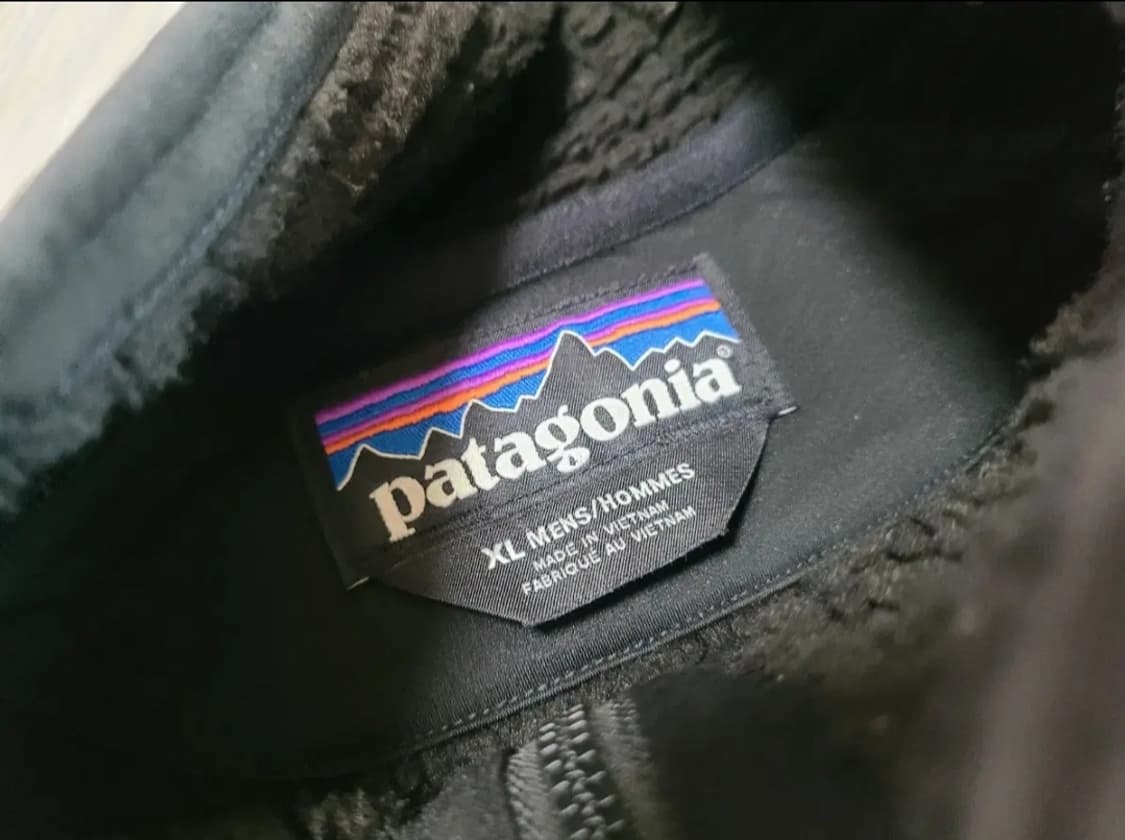 patagonia®
XL MENS/HOMMES
MADE IN VIETNAM
FABRIQUÉ AU VIETNAM